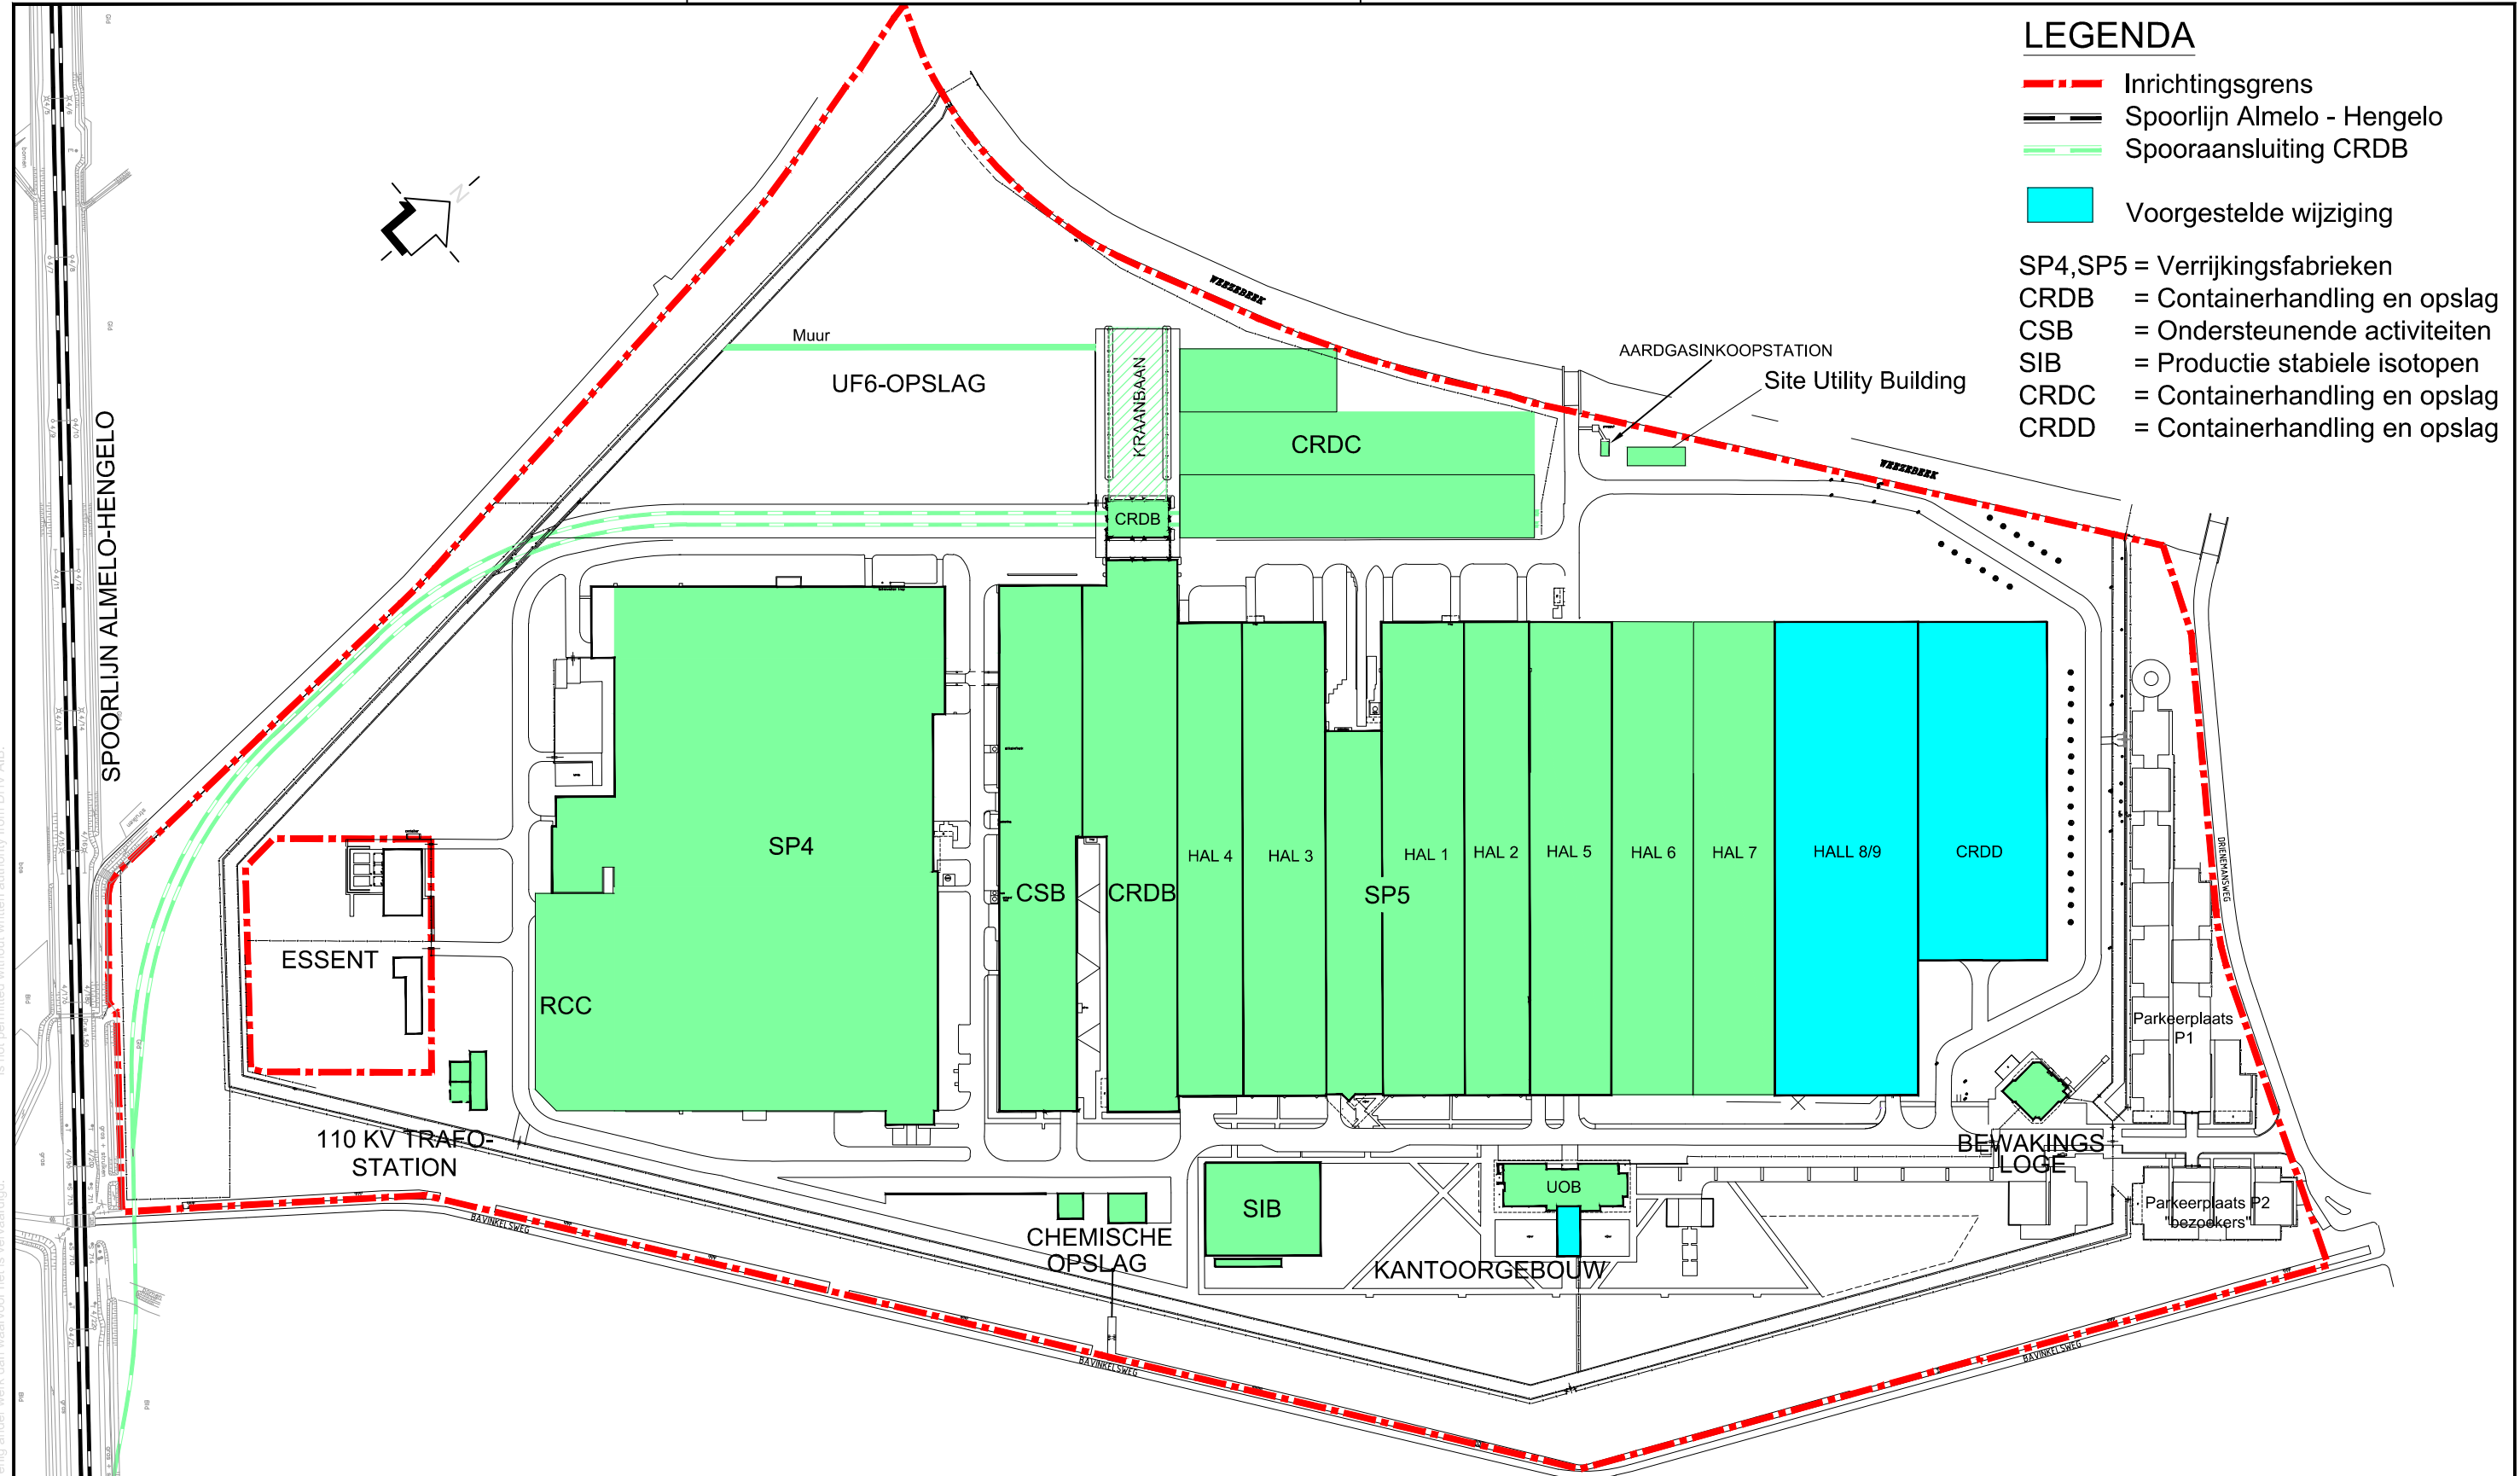 LEGENDA
Inrichtingsgrens
Spoorlijn Almelo - Hengelo
Spooraansluiting CRDB
Voorgestelde wijziging
SP4,SP5 = Verrijkingsfabrieken
CRDB = Containerhandling en opslag
CSB = Ondersteunende activiteiten
SIB = Productie stabiele isotopen
CRDC = Containerhandling en opslag
CRDD = Containerhandling en opslag
N
WEEZEBEEK
Muur
UF6-OPSLAG
KRAANBAAN
AARDGASINKOOPSTATION
Site Utility Building
CRDC
WEEZEBEEK
SPOORLIJN ALMELO-HENGELO
CRDB
SP4
CSB
CRDB
HAL 4
HAL 3
SP5
HAL 1
HAL 2
HAL 5
HAL 6
HAL 7
HALL 8/9
CRDD
DRIENEMANSWEG
ESSENT
RCC
Parkeerplaats
P1
110 KV TRAFO-
STATION
BEWAKINGS
LOGE
SIB
UOB
Parkeerplaats P2
"bezoekers"
CHEMISCHE
OPSLAG
KANTOORGEBOUW
BAVINKELSWEG
BAVINKELSWEG
BAVINKELSWEG